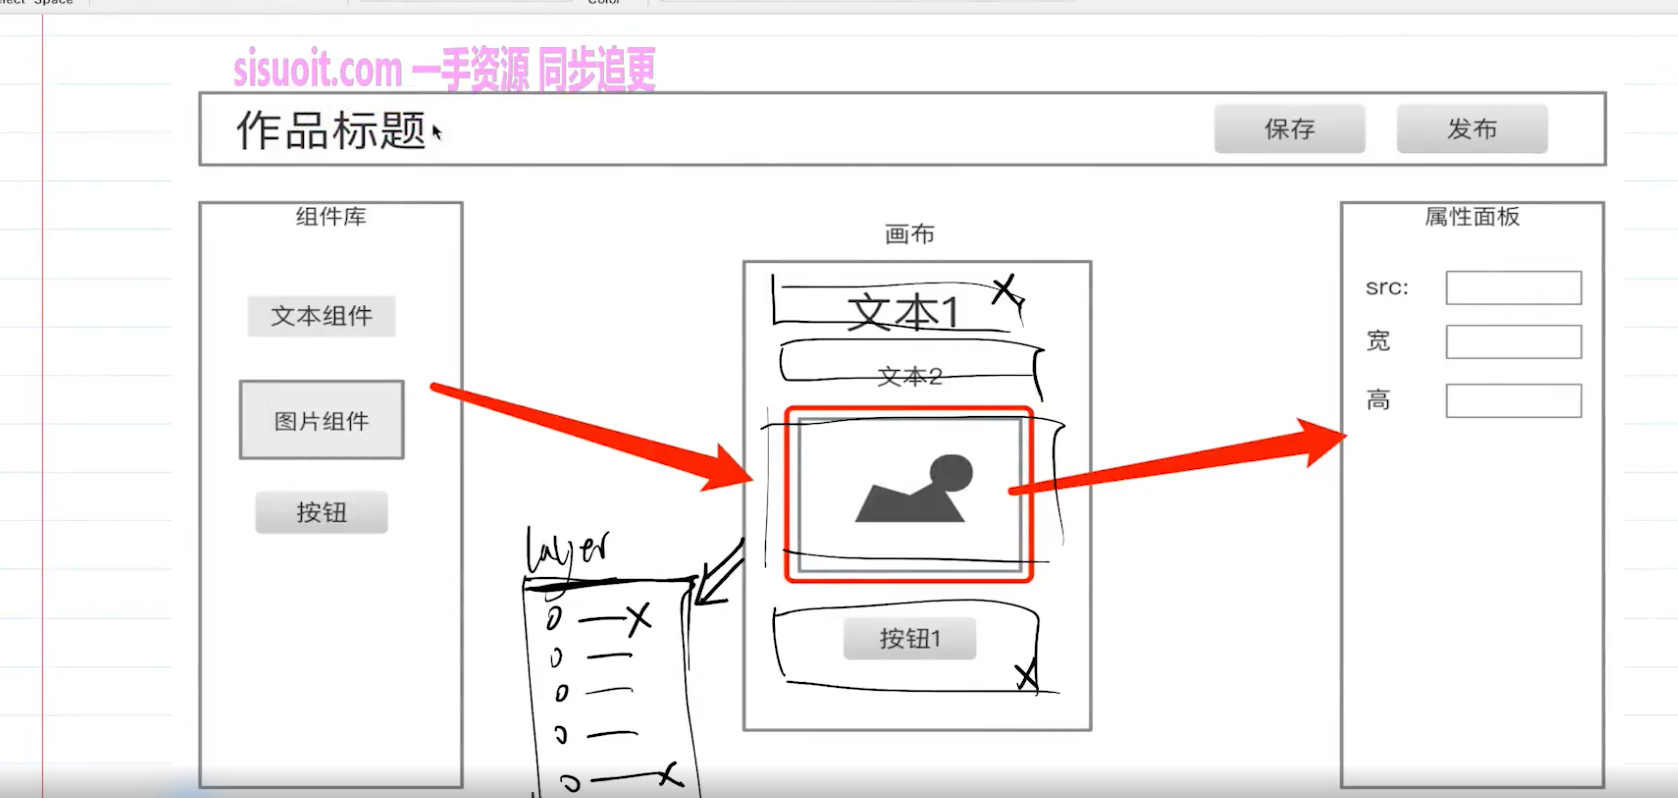 Color
sisuoit.com 一手资源 同步追更
作品标题
保存
发布
组件库
文本组件
图片组件
按钮
画布
文本1
文本2
按钮1
layer
属性面板
src:
宽
高